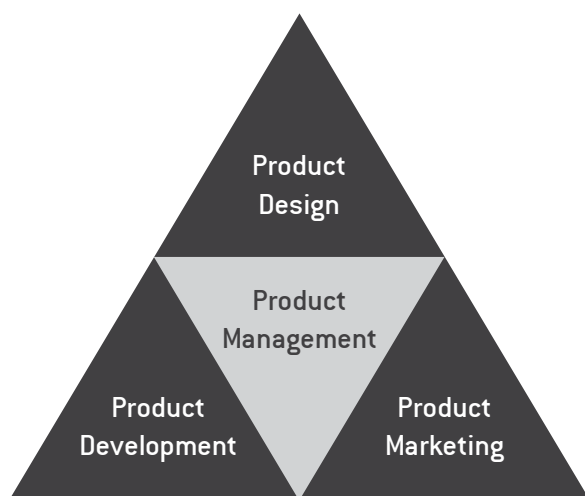 Product
Design
Product
Management
Product
Development
Product
Marketing